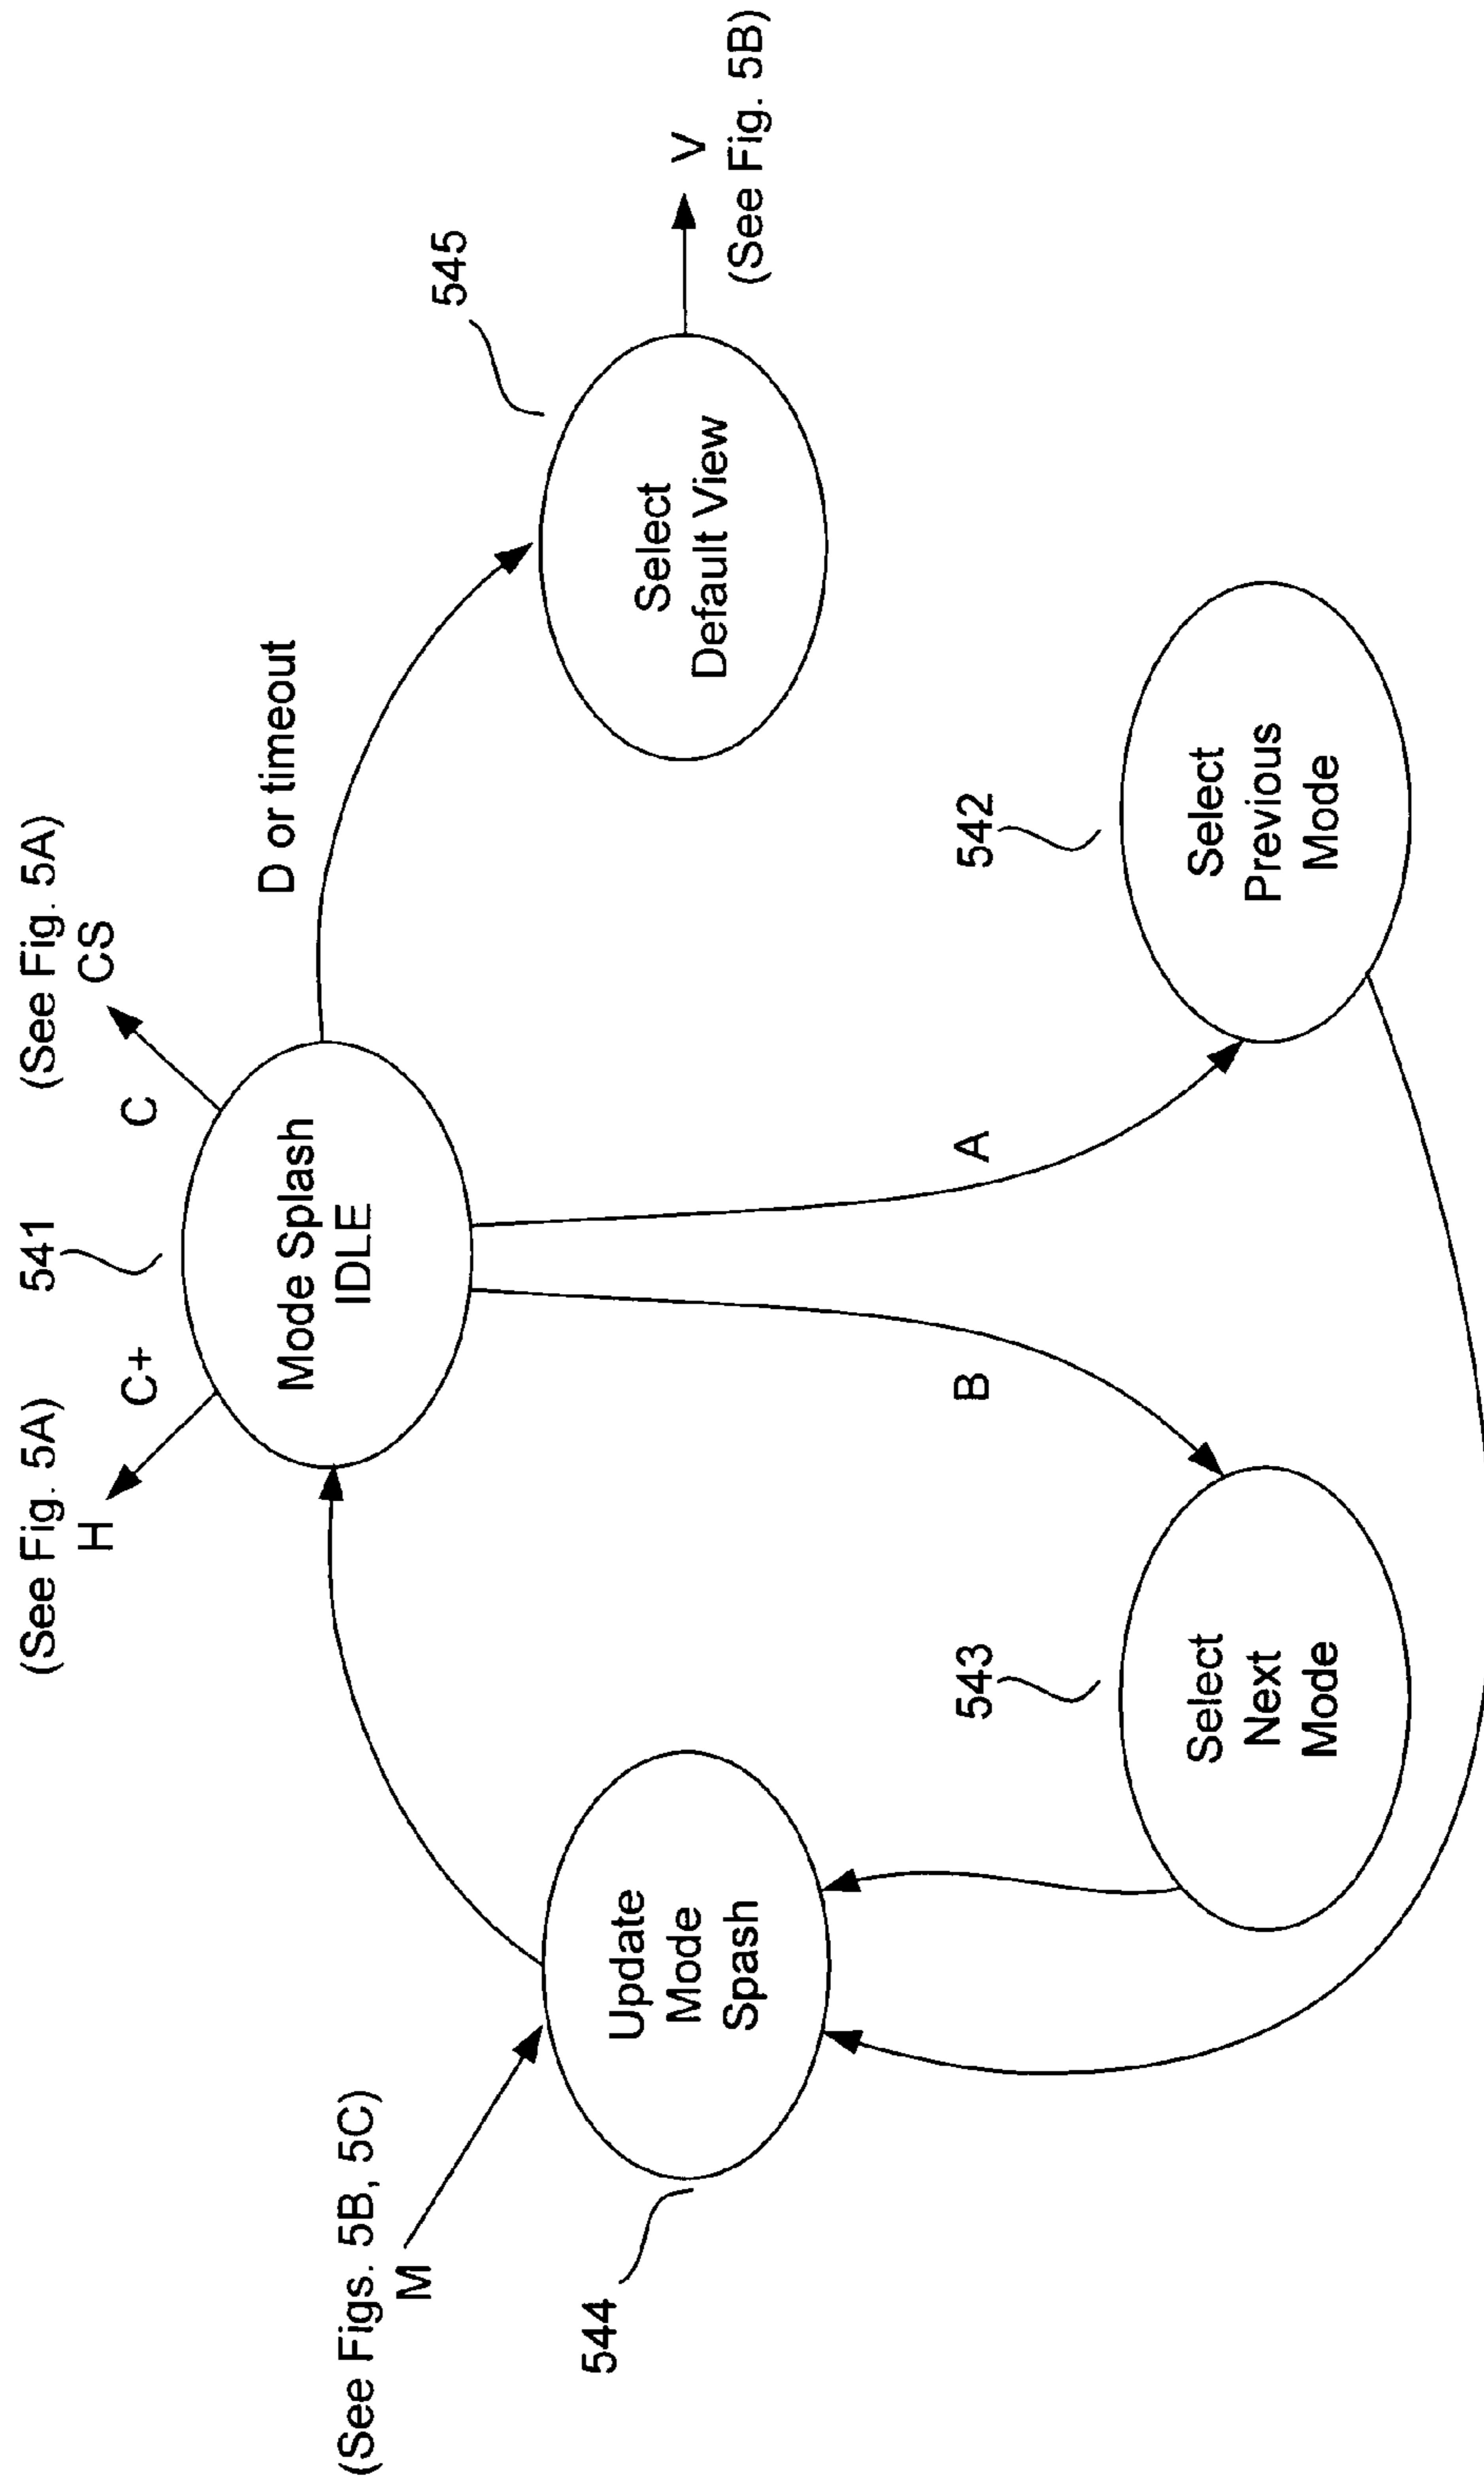 (See Fig. 5A)
H
C+
541
(See Fig. 5A)
CS
C
Mode Splash
IDLE
D or timeout
545
Select
Default View
V
(See Fig. 5B)
(See Figs. 5B, 5C)
M
544
Update
Mode
Spash
B
A
543
Select
Next
Mode
542
Select
Previous
Mode